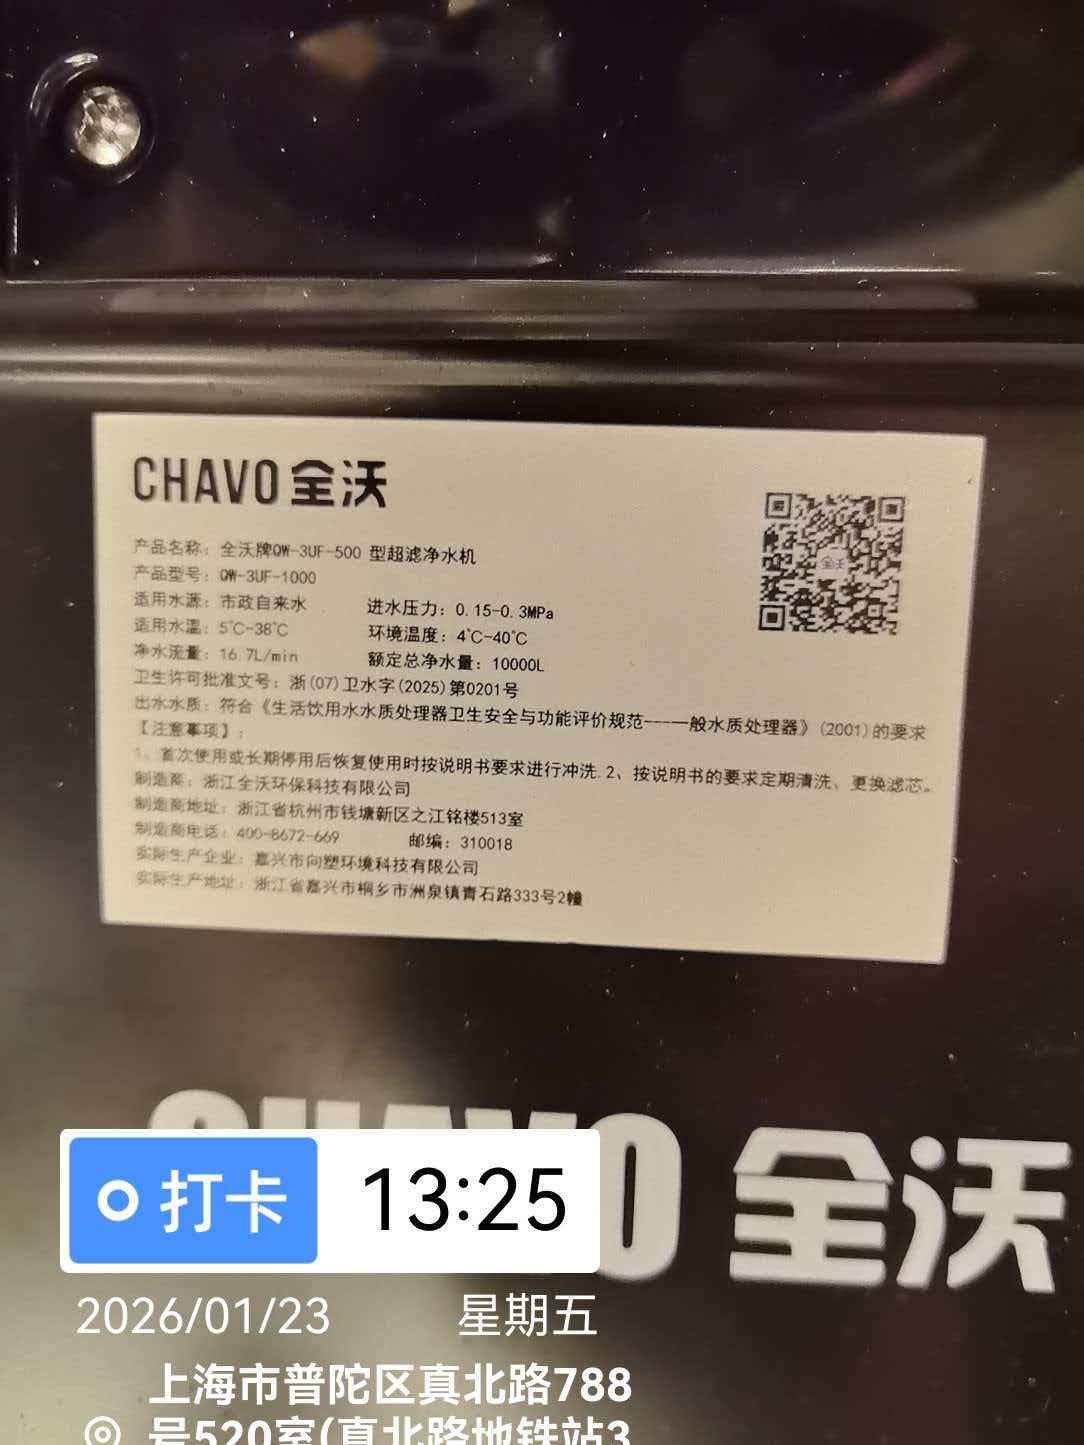 CHAVO 全沃
产品名称：全沃牌QW-3UF-500 型超滤净水机
产品型号：QW-3UF-1000
适用水源：市政自来水 进水压力：0.15-0.3MPa
适用水温：5℃-38℃ 环境温度：4℃-40℃
净水流量：16.7L/min 额定总净水量：10000L
卫生许可批准文号：浙(07)卫水字(2025)第0201号
出水水质：符合《生活饮用水水质处理器卫生安全与功能评价规范----一般水质处理器》(2001)的要求
【注意事项】：
1、首次使用或长期停用后恢复使用时按说明书要求进行冲洗.2、按说明书的要求定期清洗、更换滤芯。
制造商：浙江全沃环保科技有限公司
制造商地址：浙江省杭州市钱塘新区之江铭楼513室
制造商电话：400-8672-669 邮编：310018
实际生产企业：嘉兴市向塑环境科技有限公司
实际生产地址：浙江省嘉兴市桐乡市洲泉镇青石路333号2幢
CHAVO 全沃
打卡 13:25
2026/01/23 星期五
上海市普陀区真北路788
号520室(真北路地铁站3